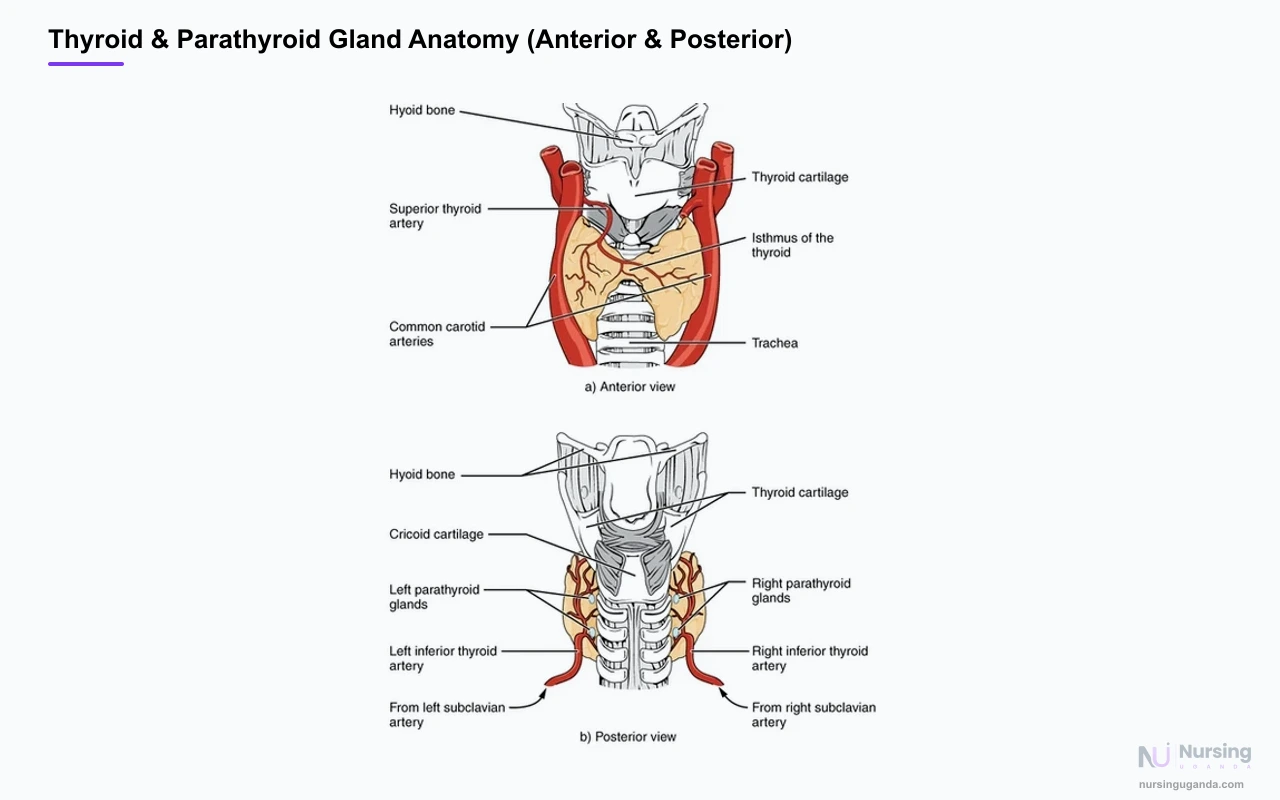 Thyroid & Parathyroid Gland Anatomy (Anterior & Posterior)
Hyoid bone
Thyroid cartilage
Superior thyroid
artery
Isthmus of the
thyroid
Common carotid
arteries
Trachea
a) Anterior view
Hyoid bone
Thyroid cartilage
Cricoid cartilage
Left parathyroid
glands
Right parathyroid
glands
Left inferior thyroid
artery
Right inferior thyroid
artery
From left subclavian
artery
From right subclavian
artery
b) Posterior view
NU Nursing
UGANDA
nursinguganda.com